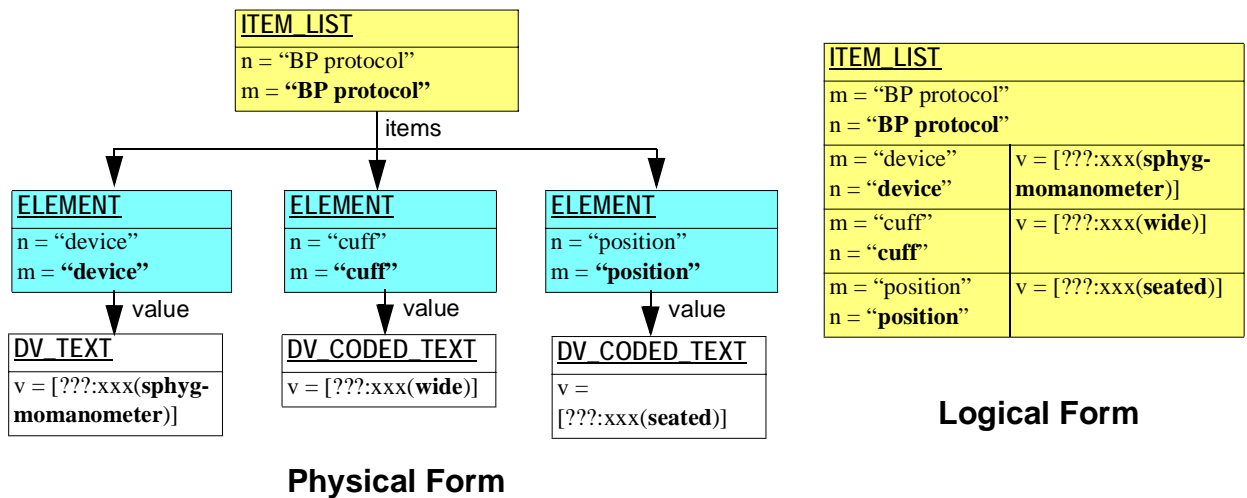 ITEM_LIST
n = “BP protocol”
m = “BP protocol”
items
ELEMENT
n = “device”
m = “device”
value
DV_TEXT
v = [???:xxx(sphyg-
momanometer)]
ELEMENT
n = “cuff”
m = “cuff”
value
DV_CODED_TEXT
v = [???:xxx(wide)]
ELEMENT
n = “position”
m = “position”
value
DV_CODED_TEXT
v =
[???:xxx(seated)]
Physical Form
ITEM_LIST
m = “BP protocol”
n = “BP protocol”
m = “device”
n = “device”
v = [???:xxx(sphyg-
momanometer)]
m = “cuff”
n = “cuff”
v = [???:xxx(wide)]
m = “position”
n = “position”
v = [???:xxx(seated)]
Logical Form